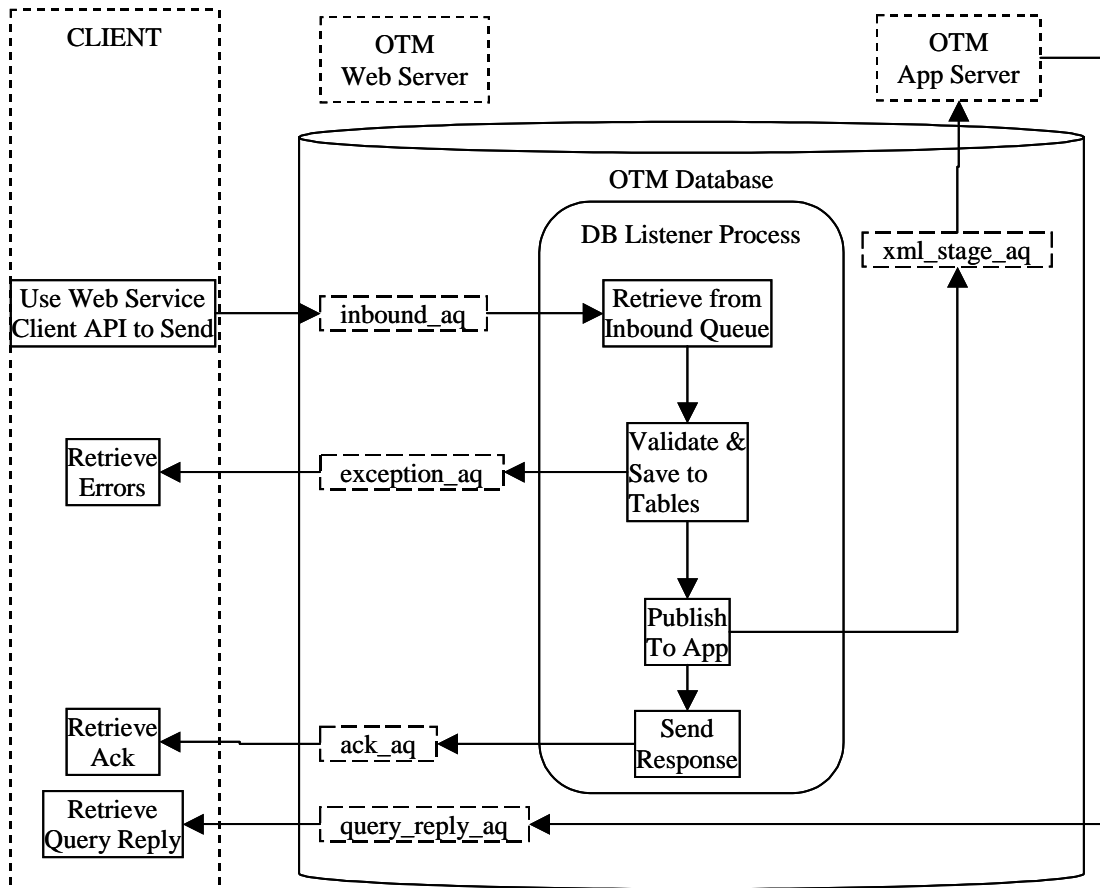 CLIENT
OTM
Web Server
OTM
App Server
OTM Database
DB Listener Process
xml_stage_aq
Use Web Service
Client API to Send
inbound_aq
Retrieve from
Inbound Queue
Retrieve
Errors
exception_aq
Validate &
Save to
Tables
Publish
To App
Retrieve
Ack
ack_aq
Send
Response
Retrieve
Query Reply
query_reply_aq